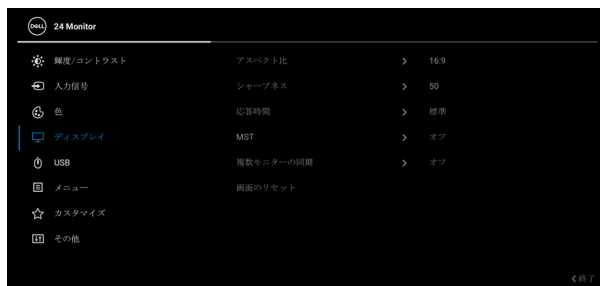 DELL 24 Monitor
輝度/コントラスト アスペクト比 > 16:9
入力信号 シャープネス > 50
色 応答時間 > 標準
ディスプレイ MST > オフ
USB 複数モニターの同期 > オフ
メニュー 画面のリセット
カスタマイズ
その他
<終了